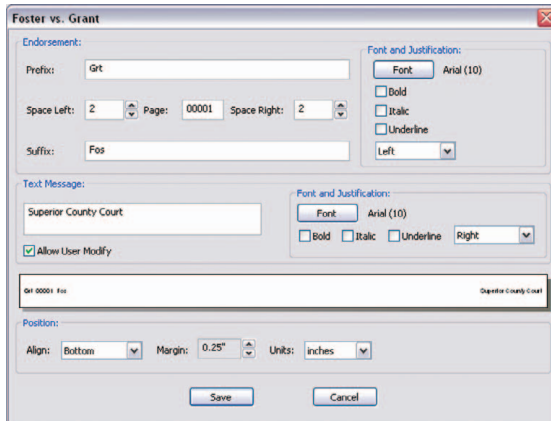 Foster vs. Grant
Endorsement:
Prefix: Grt
Space Left: 2 Page: 00001 Space Right: 2
Suffix: Fos
Font and Justification:
Font Arial (10)
Bold
Italic
Underline
Left
Text Message:
Superior County Court
Allow User Modify
Font and Justification:
Font Arial (10)
Bold Italic Underline Right
Grt 00001 Fos Superior County Court
Position:
Align: Bottom Margin: 0.25" Units: inches
Save Cancel